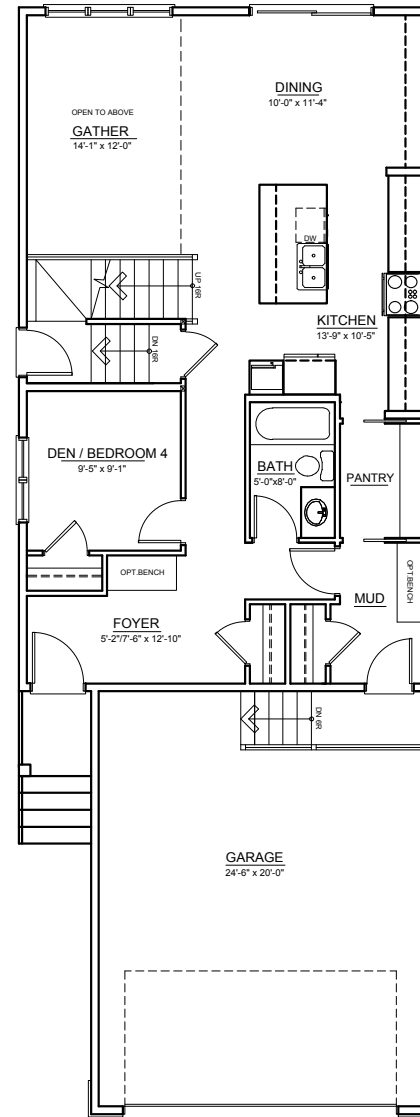 DINING
10'-0" x 11'-4"
OPEN TO ABOVE
GATHER
14'-1" x 12'-0"
DW
UP 16R
KITCHEN
13'-9" x 10'-5"
DN 16R
DEN / BEDROOM 4
9'-5" x 9'-1"
BATH
5'-0"x8'-0"
PANTRY
OPT.BENCH
OPT.BENCH
MUD
FOYER
5'-2"/7'-6" x 12'-10"
DN 6R
GARAGE
24'-6" x 20'-0"